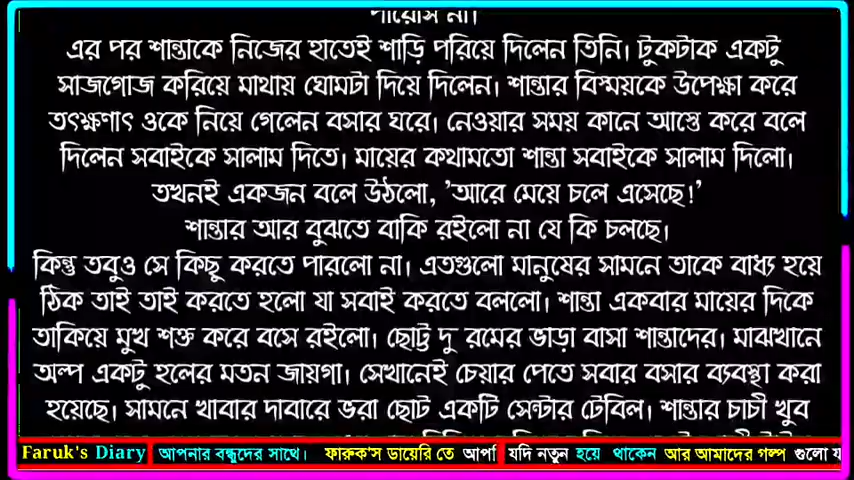 পারোস না।
এর পর শান্তাকে নিজের হাতেই শাড়ি পরিয়ে দিলেন তিনি। টুকটাক একটু
সাজগোজ করিয়ে মাথায় ঘোমটা দিয়ে দিলেন। শান্তার বিস্ময়কে উপেক্ষা করে
তৎক্ষণাৎ ওকে নিয়ে গেলেন বসার ঘরে। নেওয়ার সময় কানে আস্তে করে বলে
দিলেন সবাইকে সালাম দিতে। মায়ের কথামতো শান্তা সবাইকে সালাম দিলো।
তখনই একজন বলে উঠলো, 'আরে মেয়ে চলে এসেছে!'
শান্তার আর বুঝতে বাকি রইলো না যে কি চলছে।
কিন্তু তবুও সে কিছু করতে পারলো না। এতগুলো মানুষের সামনে তাকে বাধ্য হয়ে
ঠিক তাই তাই করতে হলো যা সবাই করতে বললো। শান্তা একবার মায়ের দিকে
তাকিয়ে মুখ শক্ত করে বসে রইলো। ছোট্ট দু রমের ভাড়া বাসা শান্তাদের। মাঝখানে
অল্প একটু হলের মতন জায়গা। সেখানেই চেয়ার পেতে সবার বসার ব্যবস্থা করা
হয়েছে। সামনে খাবার দাবারে ভরা ছোট একটি সেন্টার টেবিল। শান্তার চাচী খুব
Faruk's Diary আপনার বন্ধুদের সাথে। ফারুক'স ডায়েরি তে আপনি যদি নতুন হয়ে থাকেন আর আমাদের গল্প গুলো য